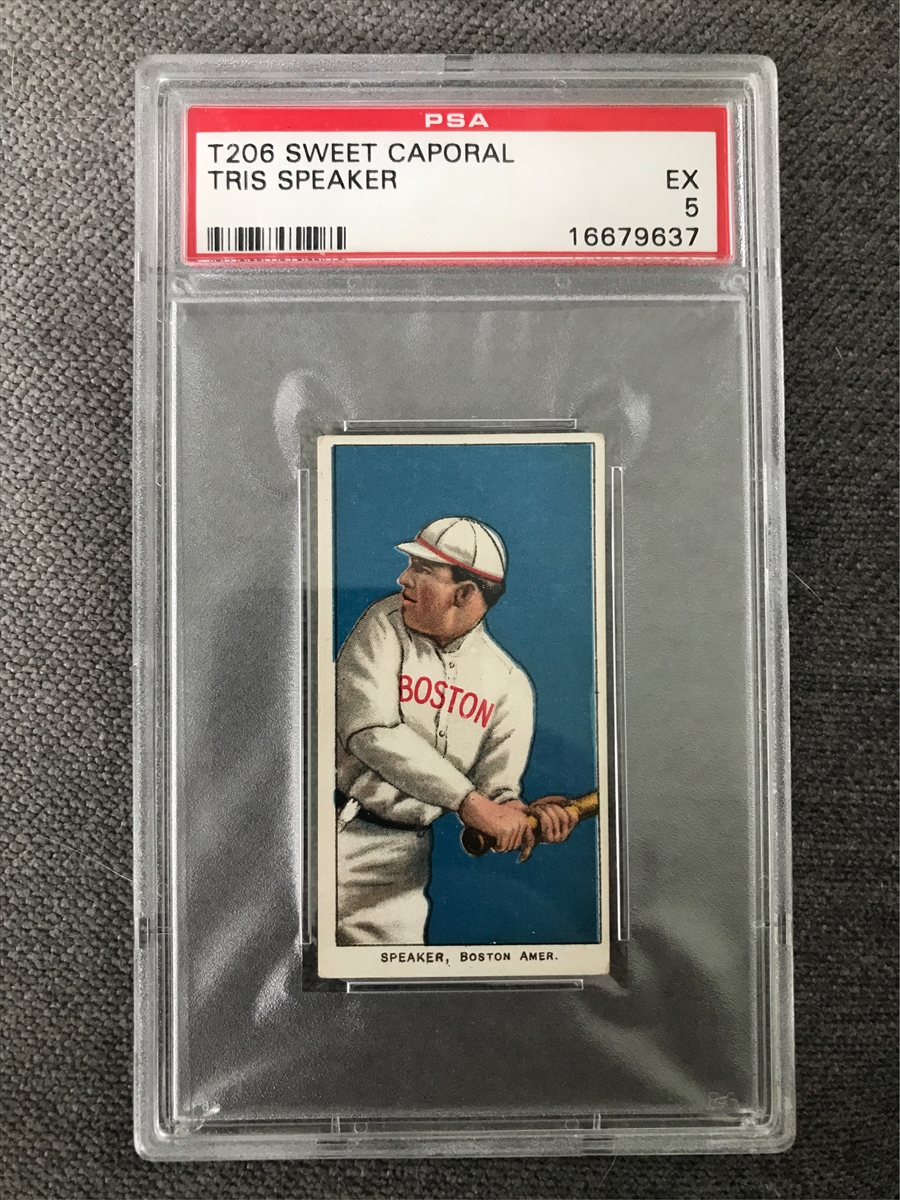 PSA
T206 SWEET CAPORAL
TRIS SPEAKER EX
5
16679637
BOSTON
SPEAKER, BOSTON AMER.